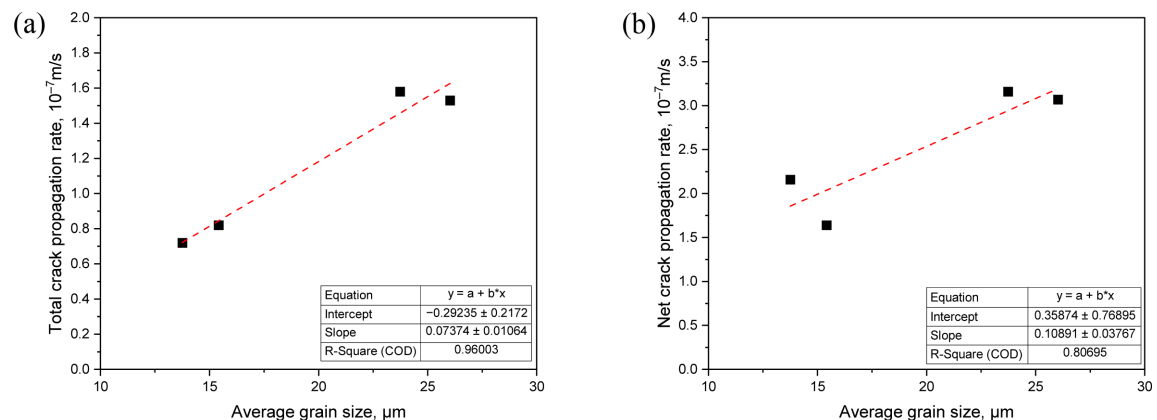 (a)
Total crack propagation rate, 10⁻⁷m/s
2.0
1.8
1.6
1.4
1.2
1.0
0.8
0.6
0.4
0.2
0.0
Equation y = a + b*x
Intercept −0.29235 ± 0.2172
Slope 0.07374 ± 0.01064
R-Square (COD) 0.96003
10 15 20 25 30
Average grain size, µm
(b)
Net crack propagation rate, 10⁻⁷m/s
4.0
3.5
3.0
2.5
2.0
1.5
1.0
0.5
0.0
Equation y = a + b*x
Intercept 0.35874 ± 0.76895
Slope 0.10891 ± 0.03767
R-Square (COD) 0.80695
10 15 20 25 30
Average grain size, µm